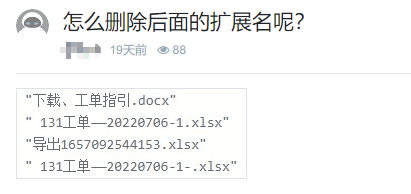 怎么删除后面的扩展名呢?
19天前 88
"下载、工单指引.docx"
" 131工单——20220706-1.xlsx"
"导出1657092544153.xlsx"
" 131工单——20220706-1-.xlsx"